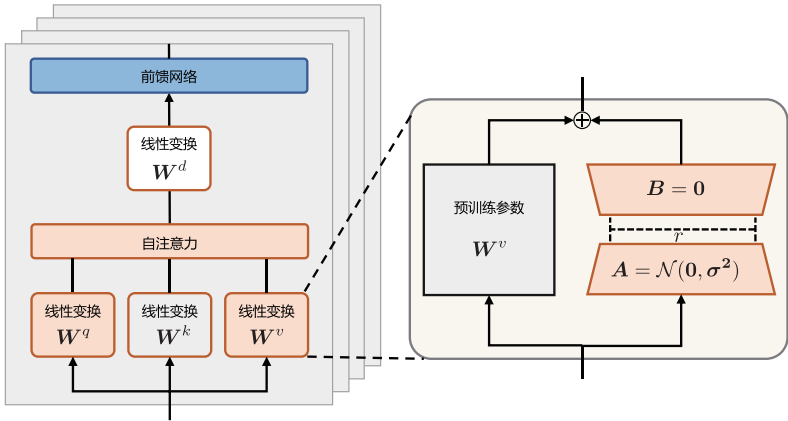 前馈网络
线性变换
W^d
自注意力
线性变换
W^q
线性变换
W^k
线性变换
W^v
预训练参数
W^v
B = 0
r
A = N(0, σ²)